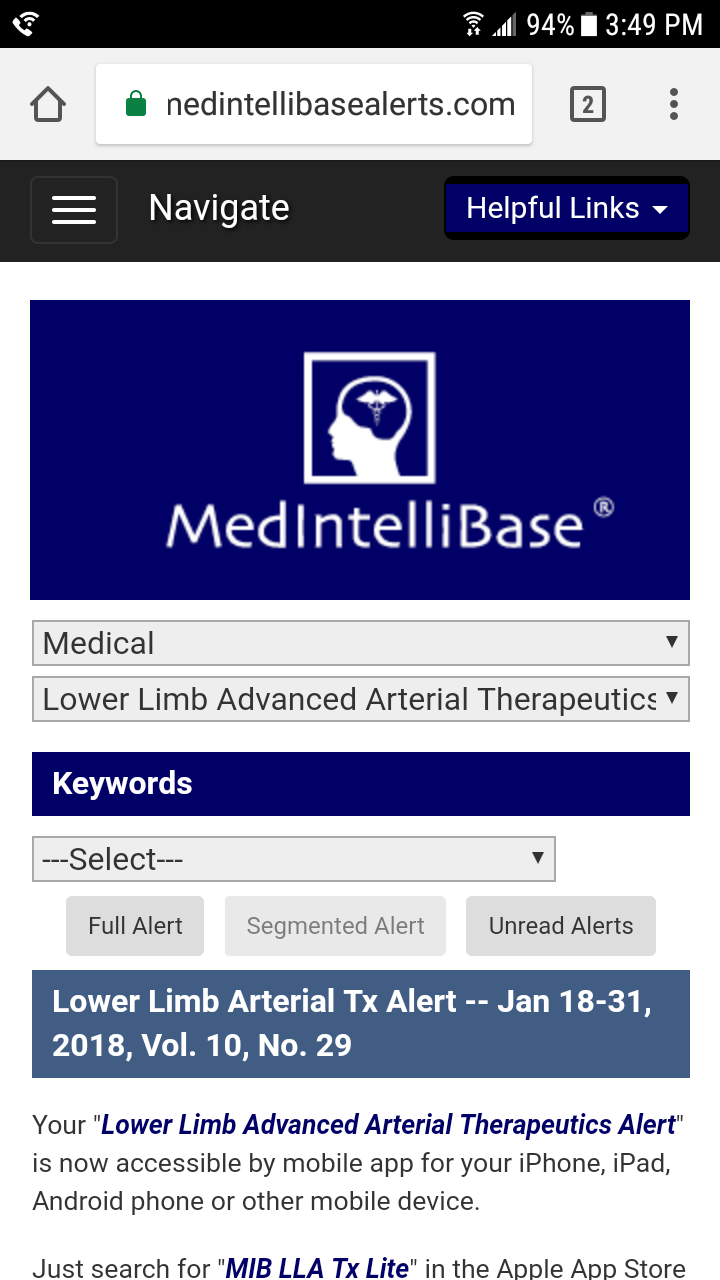 94% 3:49 PM
nedintellibasealerts.com 2
Navigate Helpful Links
MedIntelliBase ®
Medical
Lower Limb Advanced Arterial Therapeutics
Keywords
---Select---
Full Alert Segmented Alert Unread Alerts
Lower Limb Arterial Tx Alert -- Jan 18-31,
2018, Vol. 10, No. 29
Your "Lower Limb Advanced Arterial Therapeutics Alert"
is now accessible by mobile app for your iPhone, iPad,
Android phone or other mobile device.
Just search for "MIB LLA Tx Lite" in the Apple App Store